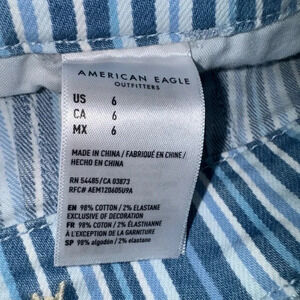 AMERICAN EAGLE
OUTFITTERS
US 6
CA 6
MX 6
MADE IN CHINA / FABRIQUÉ EN CHINE /
HECHO EN CHINA
RN 54485/CA 03873
RFC# AEM120605U9A
EN 98% COTTON / 2% ELASTANE
EXCLUSIVE OF DECORATION
FR 98% COTON / 2% ÉLASTHANNE
À L'EXCEPTION DE LA GARNITURE
SP 98% algodón / 2% elastane